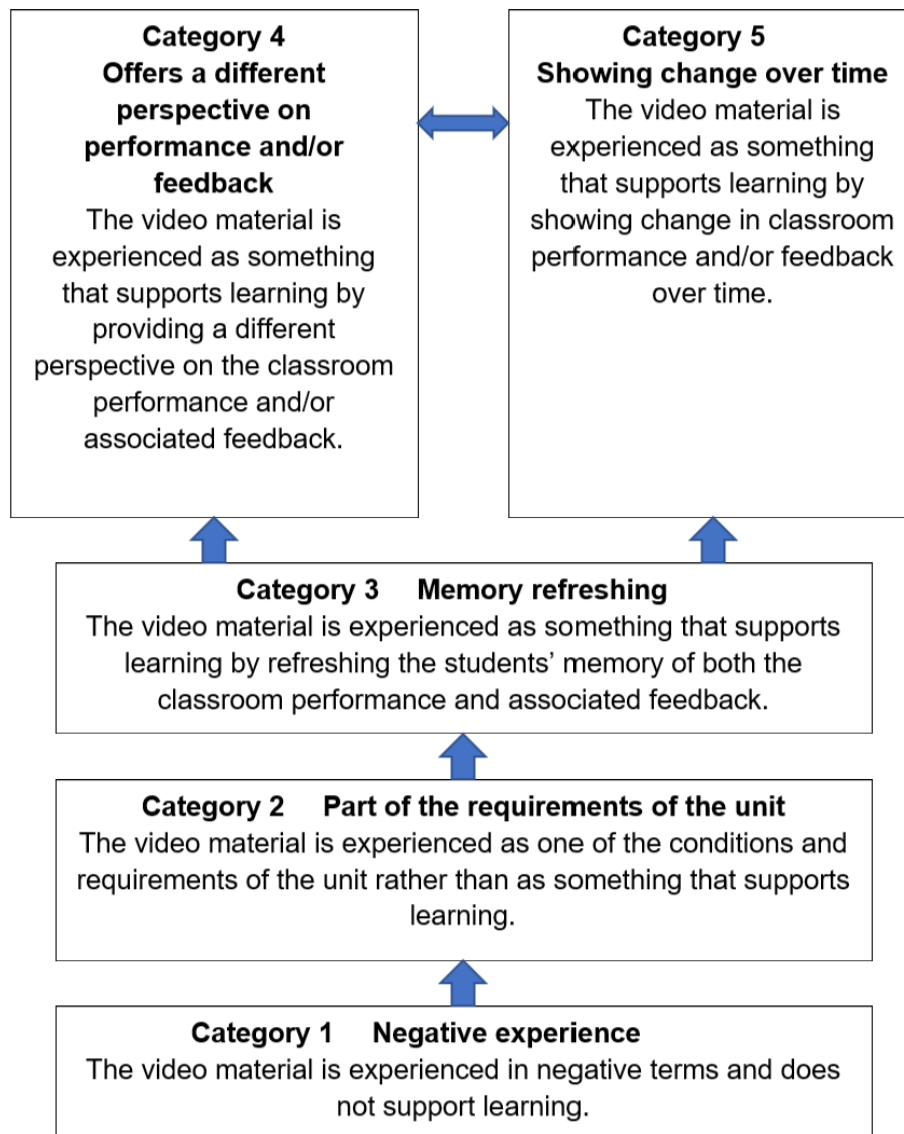 Category 4
Offers a different
perspective on
performance and/or
feedback
The video material is
experienced as something
that supports learning by
providing a different
perspective on the classroom
performance and/or
associated feedback.
Category 5
Showing change over time
The video material is
experienced as something
that supports learning by
showing change in classroom
performance and/or feedback
over time.
Category 3 Memory refreshing
The video material is experienced as something that supports
learning by refreshing the students’ memory of both the
classroom performance and associated feedback.
Category 2 Part of the requirements of the unit
The video material is experienced as one of the conditions and
requirements of the unit rather than as something that supports
learning.
Category 1 Negative experience
The video material is experienced in negative terms and does
not support learning.